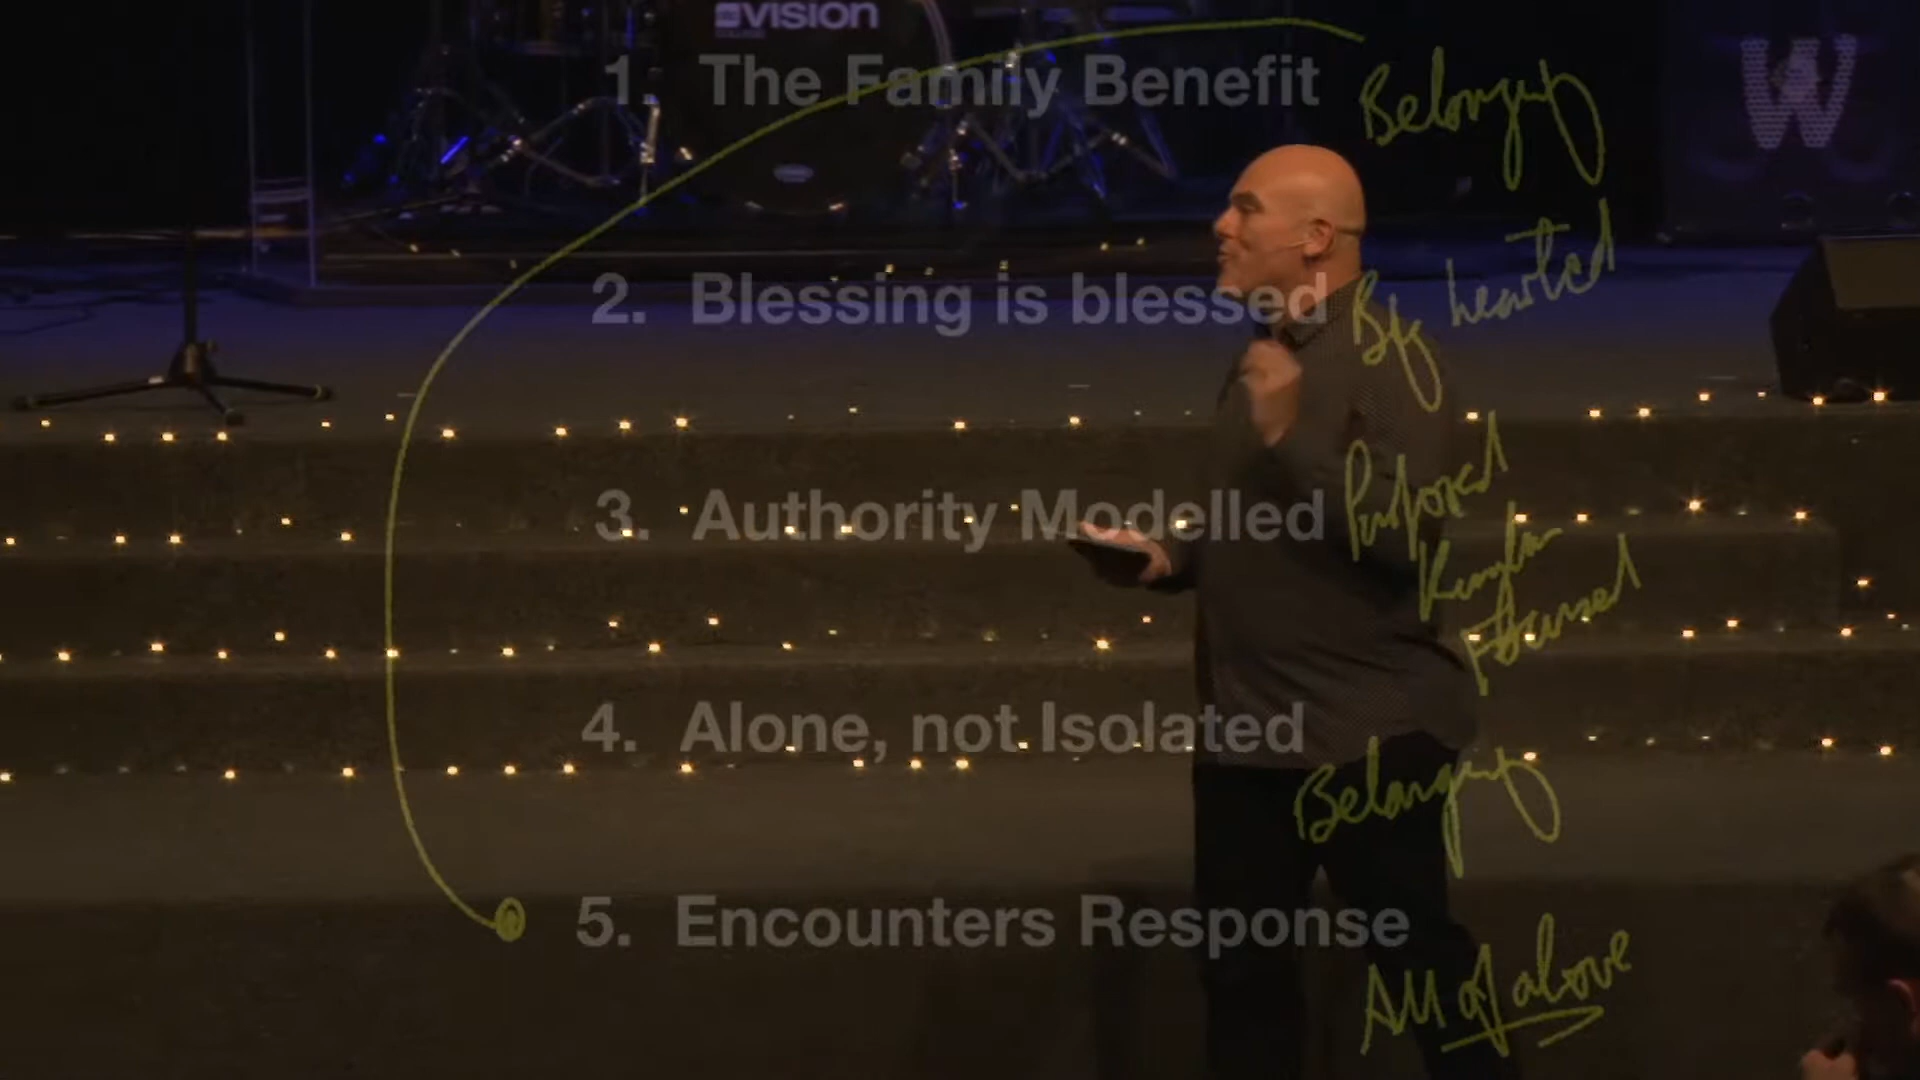 vision
COLLEGE
W
1. The Family Benefit
Belonging
2. Blessing is blessed
Big hearted
3. Authority Modelled
Purposed
Kingdom
Focused
4. Alone, not Isolated
Belonging
5. Encounters Response
All of above